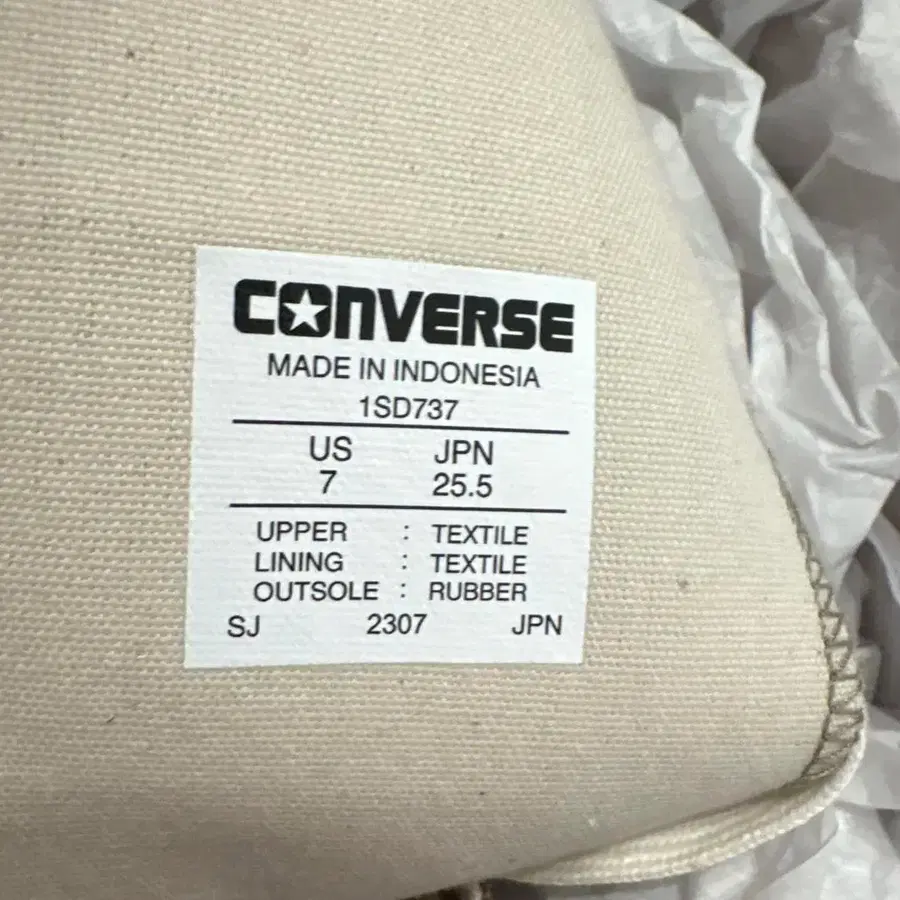 CONVERSE
MADE IN INDONESIA
1SD737
US JPN
7 25.5
UPPER : TEXTILE
LINING : TEXTILE
OUTSOLE : RUBBER
SJ 2307 JPN